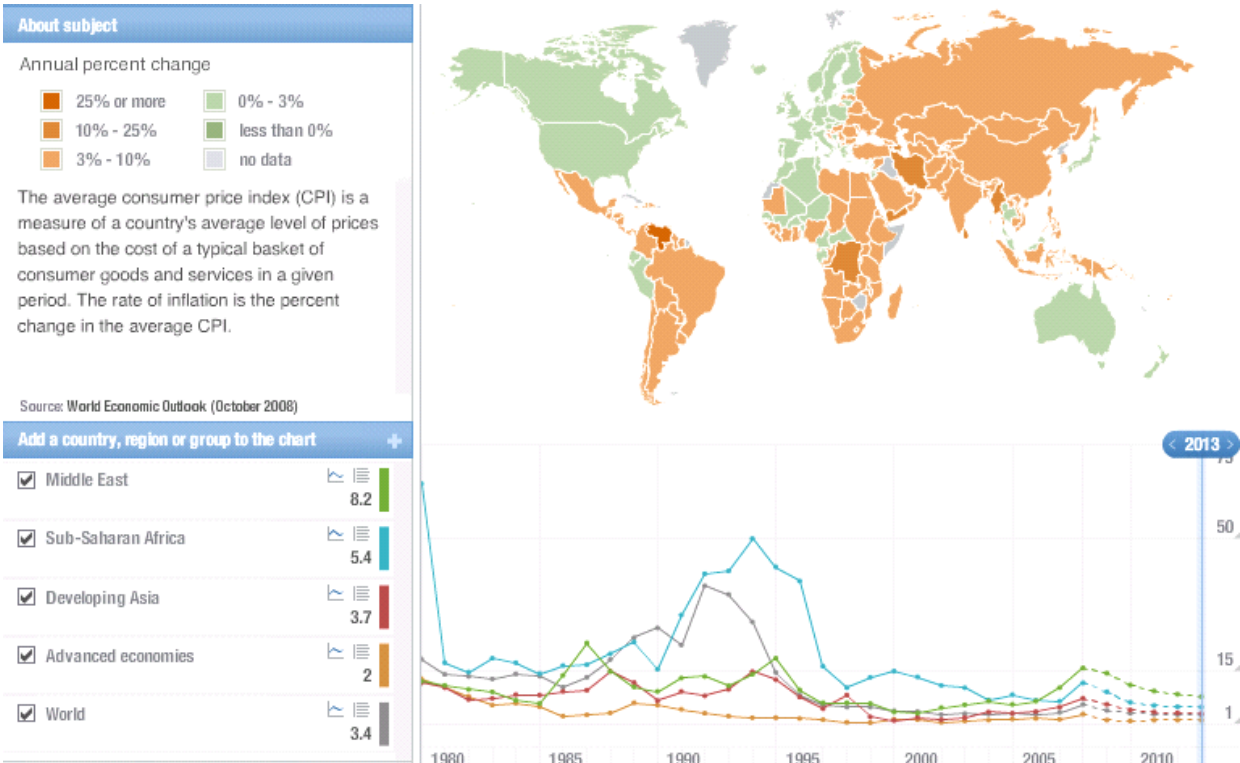 About subject
Annual percent change
25% or more
0% - 3%
10% - 25%
less than 0%
3% - 10%
no data
The average consumer price index (CPI) is a
measure of a country's average level of prices
based on the cost of a typical basket of
consumer goods and services in a given
period. The rate of inflation is the percent
change in the average CPI.
Source: World Economic Outlook (October 2008)
Add a country, region or group to the chart +
Middle East
8.2
Sub-Saharan Africa
5.4
Developing Asia
3.7
Advanced economies
2
World
3.4
< 2013 >
75
50
15
1
1980 1985 1990 1995 2000 2005 2010